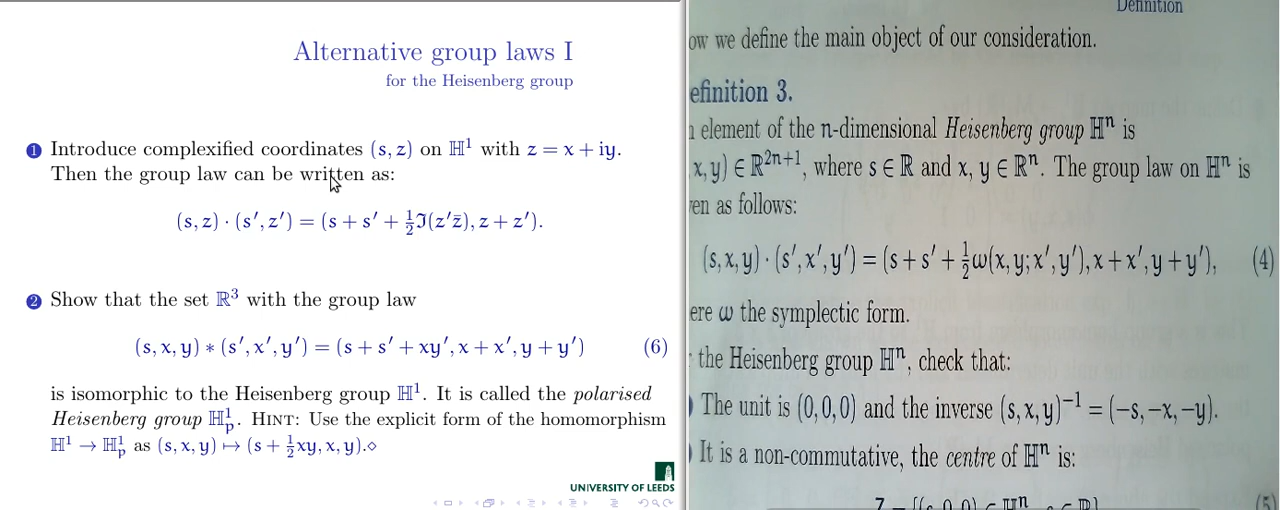 Alternative group laws I
for the Heisenberg group
1 Introduce complexified coordinates (s, z) on ℍ¹ with z = x + iy.
Then the group law can be written as:
(s, z) · (s′, z′) = (s + s′ + ½ℑ(z′z̄), z + z′).
2 Show that the set ℝ³ with the group law
(s, x, y) ∗ (s′, x′, y′) = (s + s′ + xy′, x + x′, y + y′) (6)
is isomorphic to the Heisenberg group ℍ¹. It is called the polarised
Heisenberg group ℍ¹ₚ. HINT: Use the explicit form of the homomorphism
ℍ¹ → ℍ¹ₚ as (s, x, y) ↦ (s + ½xy, x, y).⋄
UNIVERSITY OF LEEDS
Definition
ow we define the main object of our consideration.
efinition 3.
element of the n-dimensional Heisenberg group ℍⁿ is
x, y) ∈ ℝ²ⁿ⁺¹, where s ∈ ℝ and x, y ∈ ℝⁿ. The group law on ℍⁿ is
en as follows:
(s, x, y) · (s′, x′, y′) = (s + s′ + ½ω(x, y; x′, y′), x + x′, y + y′), (4)
ere ω the symplectic form.
the Heisenberg group ℍⁿ, check that:
The unit is (0, 0, 0) and the inverse (s, x, y)⁻¹ = (−s, −x, −y).
It is a non-commutative, the centre of ℍⁿ is: